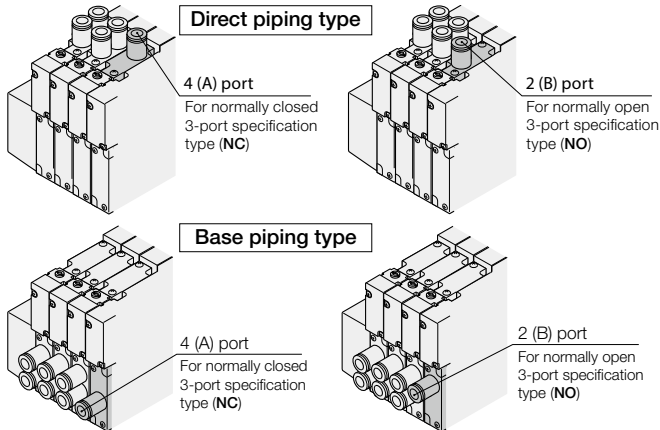 Direct piping type
4 (A) port
For normally closed
3-port specification
type (NC)
2 (B) port
For normally open
3-port specification
type (NO)
Base piping type
4 (A) port
For normally closed
3-port specification
type (NC)
2 (B) port
For normally open
3-port specification
type (NO)